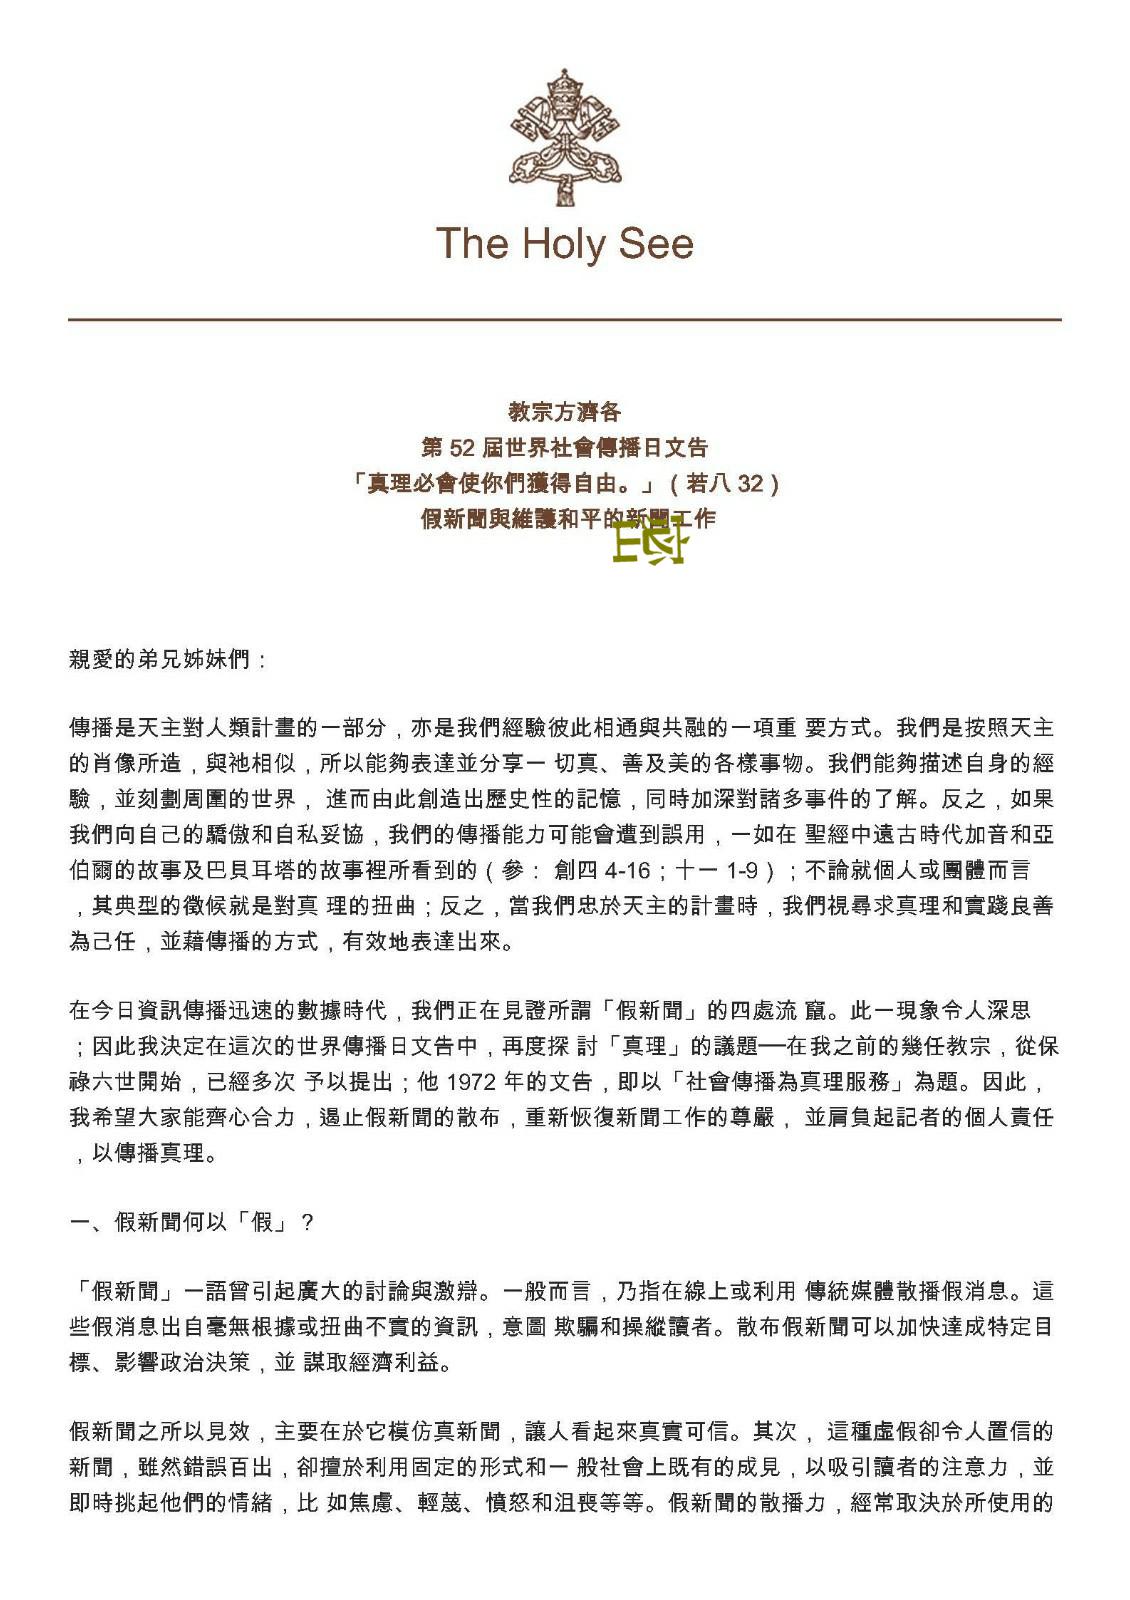 The Holy See
教宗方濟各
第 52 屆世界社會傳播日文告
「真理必會使你們獲得自由。」（若八 32）
假新聞與維護和平的新聞工作
親愛的弟兄姊妹們：
傳播是天主對人類計畫的一部分，亦是我們經驗彼此相通與共融的一項重 要方式。我們是按照天主
的肖像所造，與祂相似，所以能夠表達並分享一 切真、善及美的各樣事物。我們能夠描述自身的經
驗，並刻劃周圍的世界， 進而由此創造出歷史性的記憶，同時加深對諸多事件的了解。反之，如果
我們向自己的驕傲和自私妥協，我們的傳播能力可能會遭到誤用，一如在 聖經中遠古時代加音和亞
伯爾的故事及巴貝耳塔的故事裡所看到的（參： 創四 4-16；十一 1-9）；不論就個人或團體而言
，其典型的徵候就是對真 理的扭曲；反之，當我們忠於天主的計畫時，我們視尋求真理和實踐良善
為己任，並藉傳播的方式，有效地表達出來。
在今日資訊傳播迅速的數據時代，我們正在見證所謂「假新聞」的四處流 竄。此一現象令人深思
；因此我決定在這次的世界傳播日文告中，再度探 討「真理」的議題──在我之前的幾任教宗，從保
祿六世開始，已經多次 予以提出；他 1972 年的文告，即以「社會傳播為真理服務」為題。因此，
我希望大家能齊心合力，遏止假新聞的散布，重新恢復新聞工作的尊嚴， 並肩負起記者的個人責任
，以傳播真理。
一、假新聞何以「假」？
「假新聞」一語曾引起廣大的討論與激辯。一般而言，乃指在線上或利用 傳統媒體散播假消息。這
些假消息出自毫無根據或扭曲不實的資訊，意圖 欺騙和操縱讀者。散布假新聞可以加快達成特定目
標、影響政治決策，並 謀取經濟利益。
假新聞之所以見效，主要在於它模仿真新聞，讓人看起來真實可信。其次， 這種虛假卻令人置信的
新聞，雖然錯誤百出，卻擅於利用固定的形式和一 般社會上既有的成見，以吸引讀者的注意力，並
即時挑起他們的情緒，比 如焦慮、輕蔑、憤怒和沮喪等等。假新聞的散播力，經常取決於所使用的